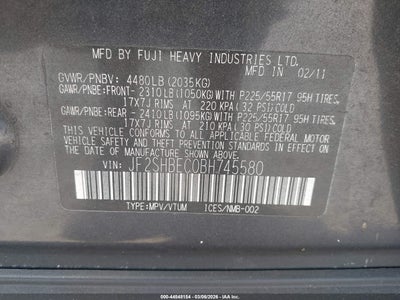 MFD. BY FUJI HEAVY INDUSTRIES LTD.
MFD IN 02/11
GVWR/PNBV: 4480LB(2035KG)
GAWR/PNBE:FRONT- 2310LB(1050KG)WITH P225/55R17 95H TIRES,
17X7J RIMS AT 220 KPA(32 PSI)COLD
GAWR/PNBE:REAR - 2410LB(1095KG)WITH P225/55R17 95H TIRES,
17X7J RIMS AT 210 KPA(30 PSI)COLD
THIS VEHICLE CONFORMS TO ALL APPLICABLE FEDERAL MOTOR
VEHICLE SAFETY, BUMPER, AND THEFT PREVENTION STANDARDS
IN EFFECT ON THE DATE OF MANUFACTURE SHOWN ABOVE.
VIN: JF2SHBEC0BH745580
TYPE:MPV/VTUM ICES/NMB-002
000-44548154 - 03/06/2026 - 000-IMAGE